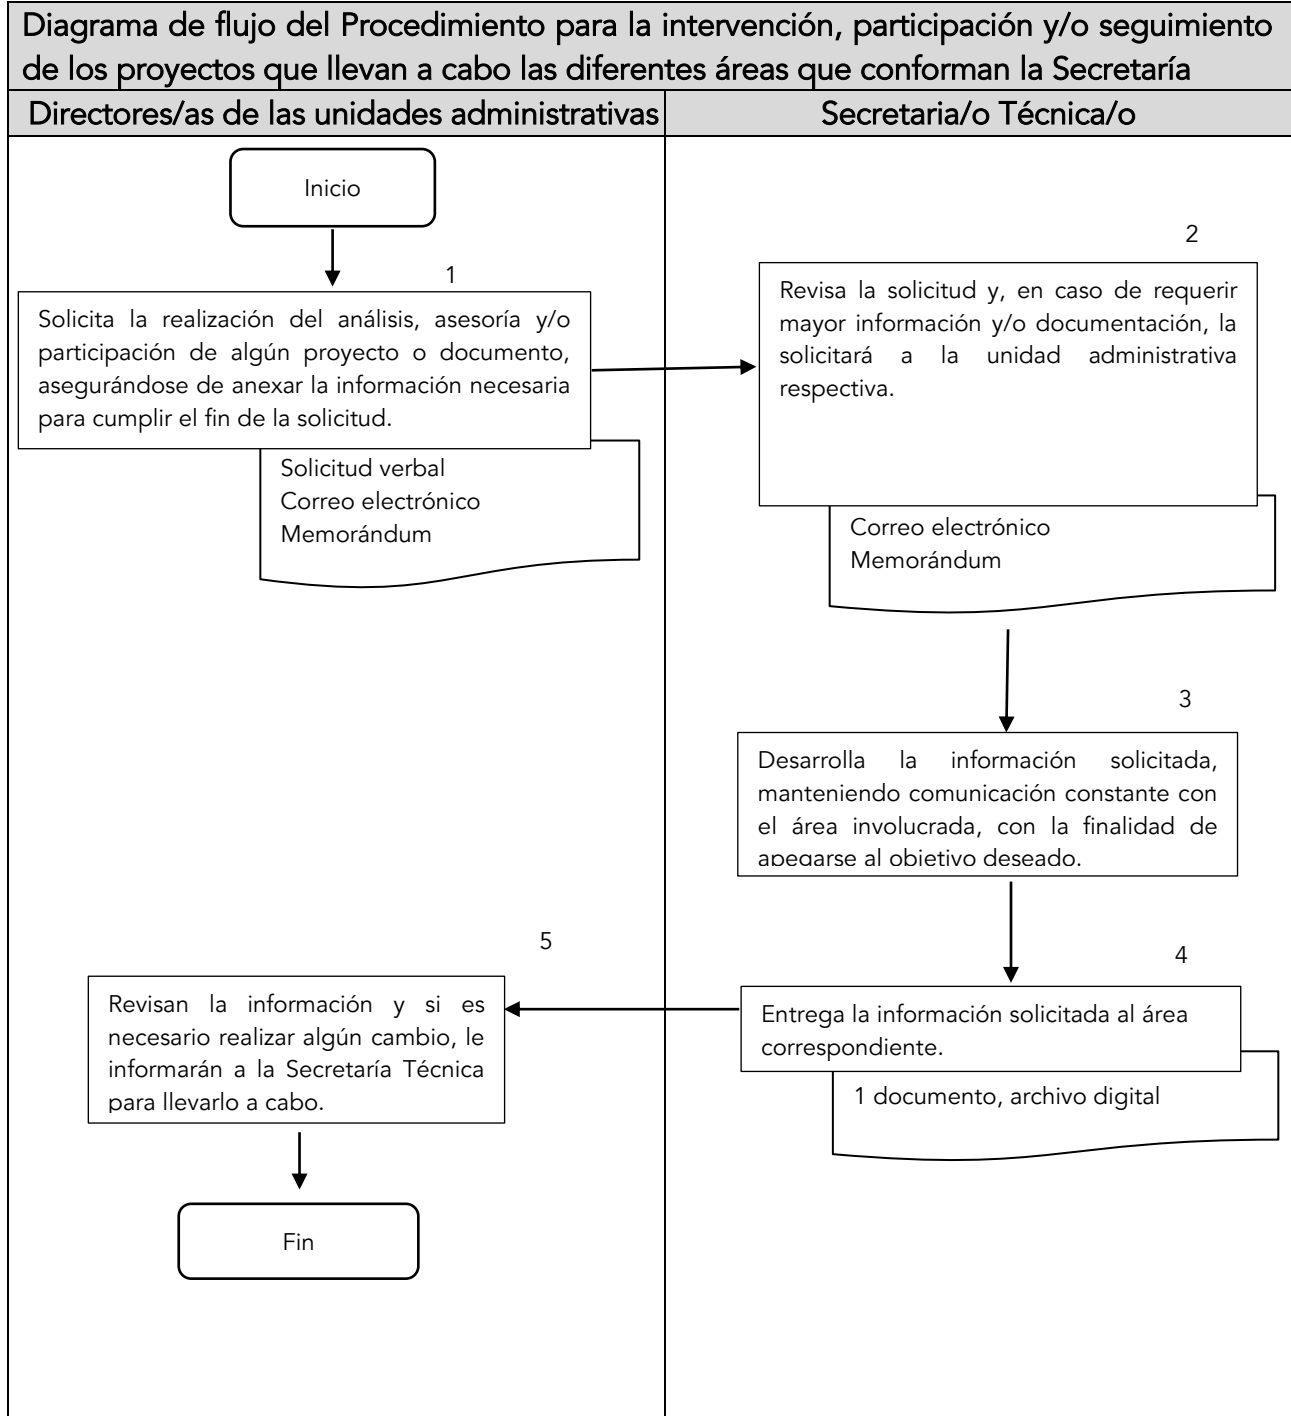 Diagrama de flujo del Procedimiento para la intervención, participación y/o seguimiento
de los proyectos que llevan a cabo las diferentes áreas que conforman la Secretaría
Directores/as de las unidades administrativas
Secretaria/o Técnica/o
Inicio
1
Solicita la realización del análisis, asesoría y/o
participación de algún proyecto o documento,
asegurándose de anexar la información necesaria
para cumplir el fin de la solicitud.
Solicitud verbal
Correo electrónico
Memorándum
2
Revisa la solicitud y, en caso de requerir
mayor información y/o documentación, la
solicitará a la unidad administrativa
respectiva.
Correo electrónico
Memorándum
3
Desarrolla la información solicitada,
manteniendo comunicación constante con
el área involucrada, con la finalidad de
apegarse al objetivo deseado.
4
Entrega la información solicitada al área
correspondiente.
1 documento, archivo digital
5
Revisan la información y si es
necesario realizar algún cambio, le
informarán a la Secretaría Técnica
para llevarlo a cabo.
Fin